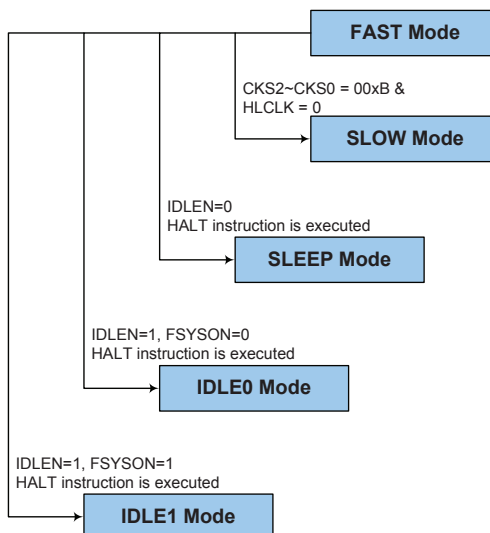 FAST Mode
CKS2~CKS0 = 00xB &
HLCLK = 0
SLOW Mode
IDLEN=0
HALT instruction is executed
SLEEP Mode
IDLEN=1, FSYSON=0
HALT instruction is executed
IDLE0 Mode
IDLEN=1, FSYSON=1
HALT instruction is executed
IDLE1 Mode